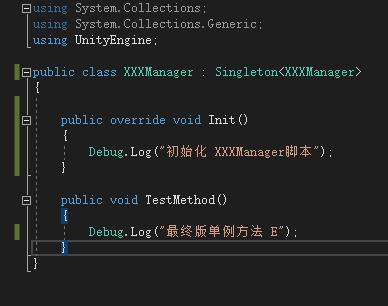 using System.Collections;
using System.Collections.Generic;
using UnityEngine;
public class XXXManager : Singleton<XXXManager>
{
public override void Init()
{
Debug.Log("初始化 XXXManager脚本");
}
public void TestMethod()
{
Debug.Log("最终版单例方法 E");
}
}